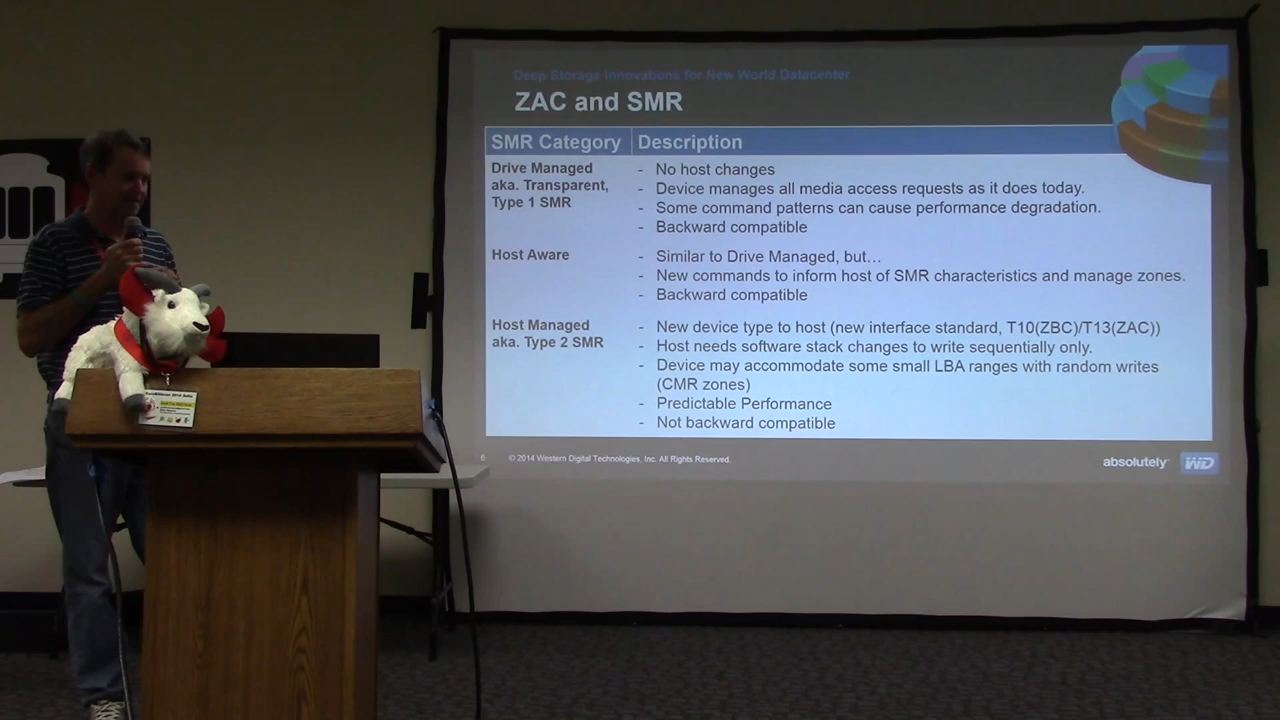 Deep Storage Innovations for New World Datacenter
ZAC and SMR
SMR Category Description
Drive Managed
aka. Transparent,
Type 1 SMR
- No host changes
- Device manages all media access requests as it does today.
- Some command patterns can cause performance degradation.
- Backward compatible
Host Aware
- Similar to Drive Managed, but…
- New commands to inform host of SMR characteristics and manage zones.
- Backward compatible
Host Managed
aka. Type 2 SMR
- New device type to host (new interface standard, T10(ZBC)/T13(ZAC))
- Host needs software stack changes to write sequentially only.
- Device may accommodate some small LBA ranges with random writes
(CMR zones)
- Predictable Performance
- Not backward compatible
6 © 2014 Western Digital Technologies, Inc. All Rights Reserved.
absolutely WD